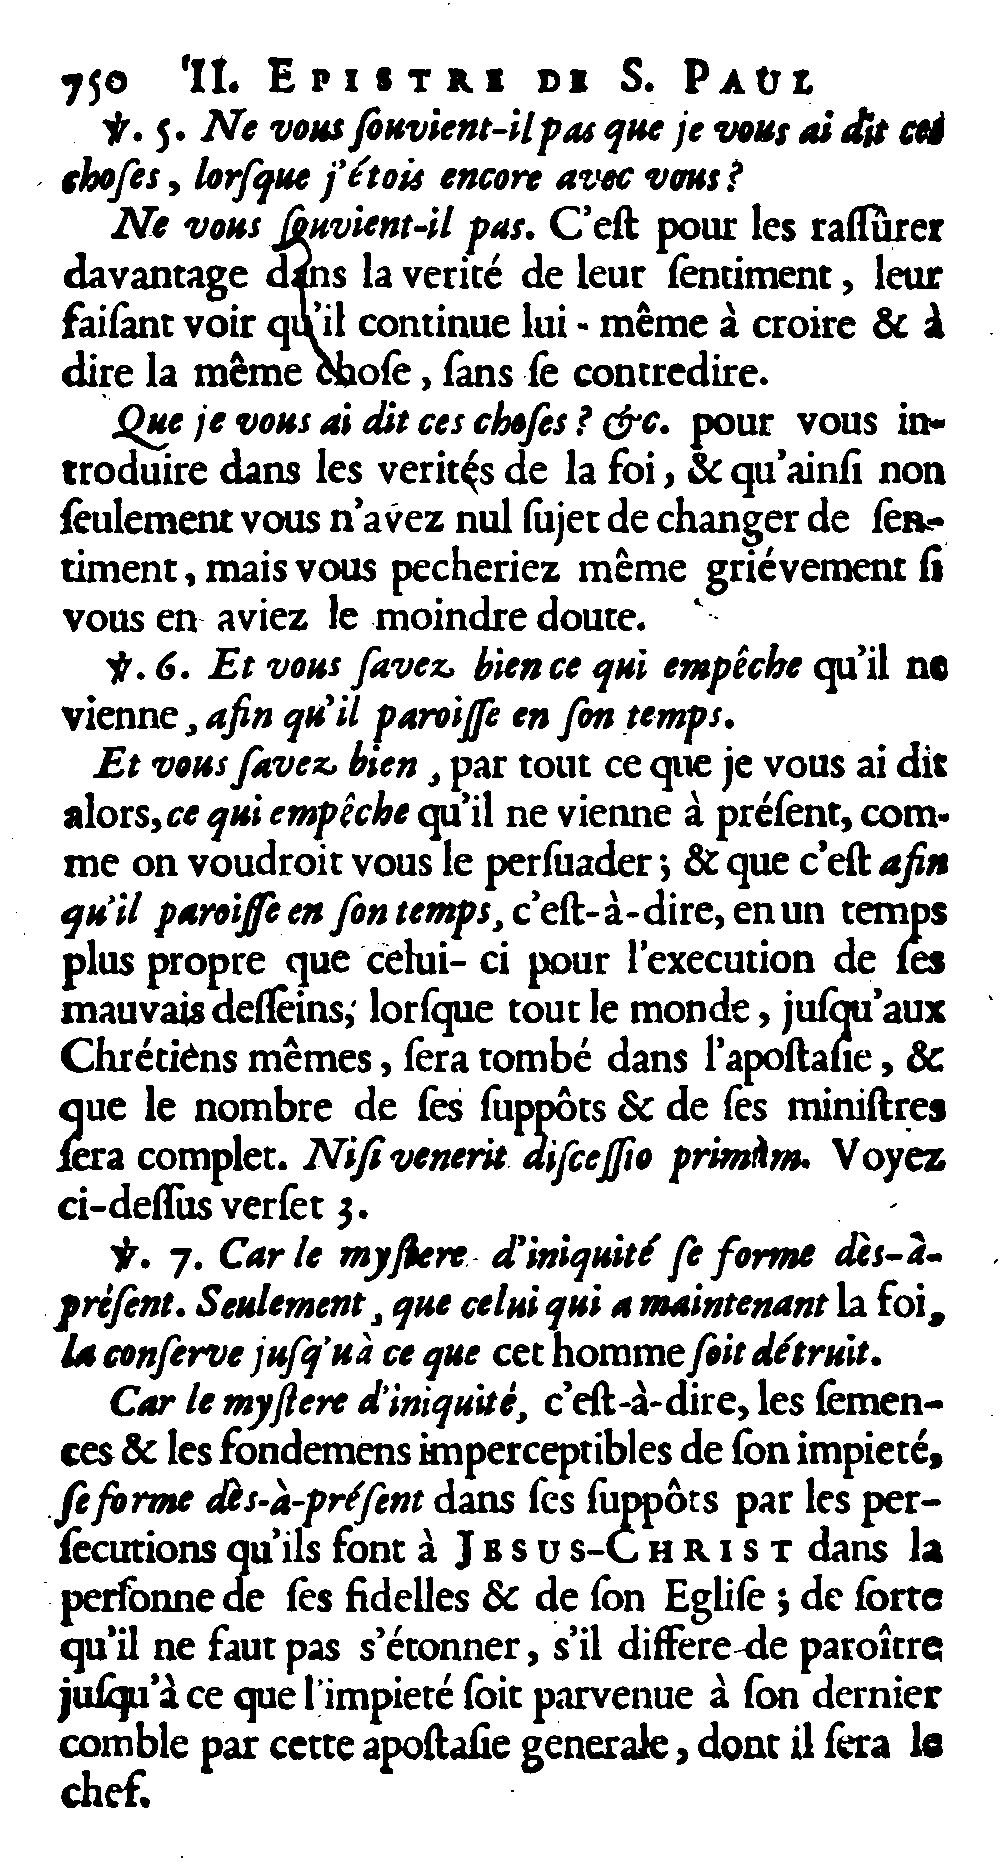 750 II. EPISTRE DE S. PAUL
℣. 5. Ne vous ſouvient-il pas que je vous ai dit ces
choſes, lorſque j'étois encore avec vous?
Ne vous ſouvient-il pas. C'eſt pour les raſſûrer
davantage dans la verité de leur ſentiment, leur
faiſant voir qu'il continue lui-même à croire & à
dire la même choſe, ſans ſe contredire.
Que je vous ai dit ces choſes? &c. pour vous in-
troduire dans les verités de la foi, & qu'ainſi non
ſeulement vous n'avez nul ſujet de changer de ſen-
timent, mais vous pecheriez même griévement ſi
vous en aviez le moindre doute.
℣. 6. Et vous ſavez bien ce qui empêche qu'il ne
vienne, afin qu'il paroiſſe en ſon temps.
Et vous ſavez bien, par tout ce que je vous ai dit
alors, ce qui empêche qu'il ne vienne à préſent, com-
me on voudroit vous le perſuader; & que c'eſt afin
qu'il paroiſſe en ſon temps, c'eſt-à-dire, en un temps
plus propre que celui-ci pour l'execution de ſes
mauvais deſſeins; lorſque tout le monde, juſqu'aux
Chrétiens mêmes, ſera tombé dans l'apoſtaſie, &
que le nombre de ſes ſuppôts & de ſes miniſtres
ſera complet. Niſi venerit diſceſſio primùm. Voyez
ci-deſſus verſet 3.
℣. 7. Car le myſtere d'iniquité ſe forme dès-à-
préſent. Seulement, que celui qui a maintenant la foi,
la conſerve juſqu'à ce que cet homme ſoit détruit.
Car le myſtere d'iniquité, c'eſt-à-dire, les ſemen-
ces & les fondemens imperceptibles de ſon impieté,
ſe forme dès-à-préſent dans ſes ſuppôts par les per-
ſecutions qu'ils font à JESUS-CHRIST dans la
perſonne de ſes fidelles & de ſon Egliſe; de ſorte
qu'il ne faut pas s'étonner, s'il differe de paroître
juſqu'à ce que l'impieté ſoit parvenue à ſon dernier
comble par cette apoſtaſie generale, dont il ſera le
chef.